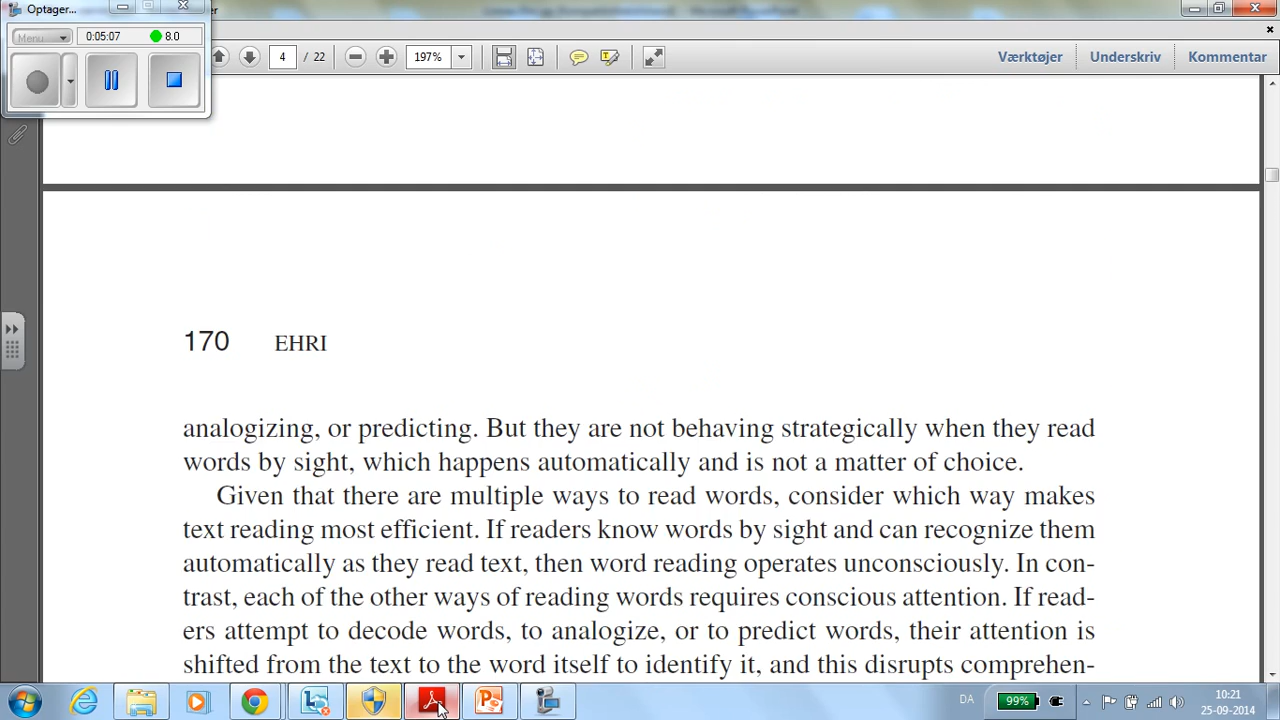 Optager...
Menu
0:05:07
8.0
4 / 22
197%
Værktøjer
Underskriv
Kommentar
170 EHRI
analogizing, or predicting. But they are not behaving strategically when they read
words by sight, which happens automatically and is not a matter of choice.
Given that there are multiple ways to read words, consider which way makes
text reading most efficient. If readers know words by sight and can recognize them
automatically as they read text, then word reading operates unconsciously. In con-
trast, each of the other ways of reading words requires conscious attention. If read-
ers attempt to decode words, to analogize, or to predict words, their attention is
shifted from the text to the word itself to identify it, and this disrupts comprehen-
DA
99%
10:21
25-09-2014